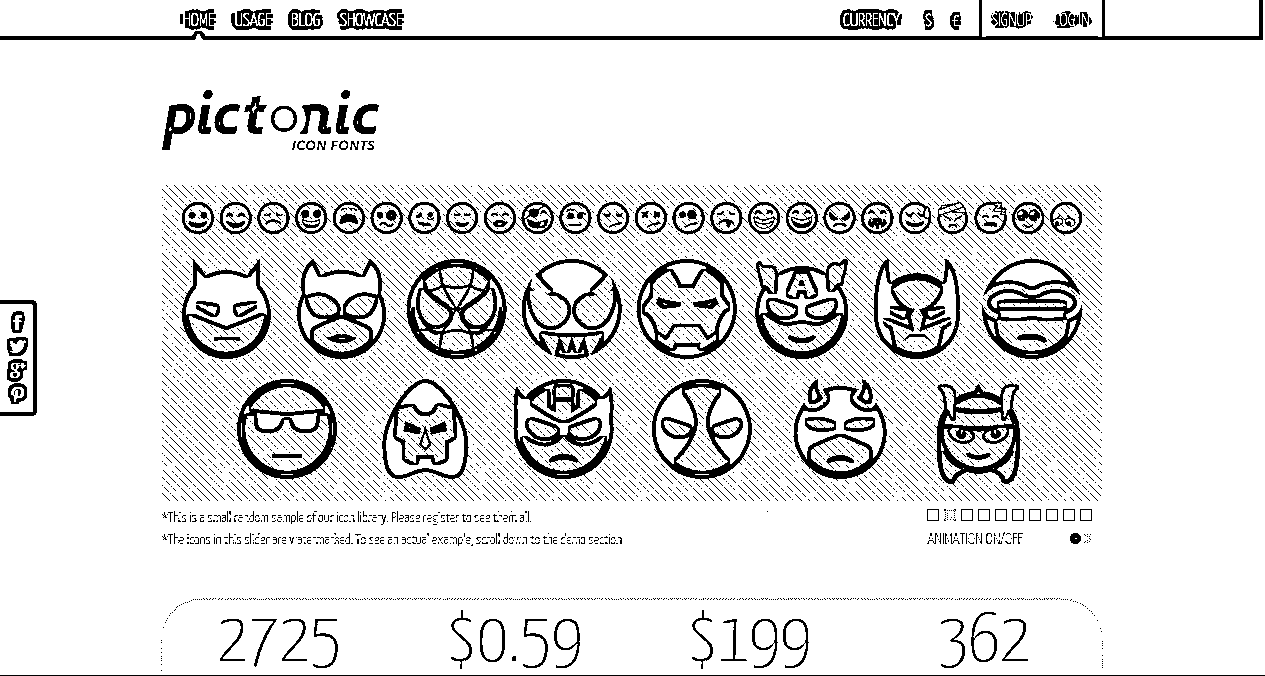 HOME USAGE BLOG SHOWCASE CURRENCY $ € SIGNUP LOG IN
pictonic
ICON FONTS
*This is a small random sample of our icon library. Please register to see them all.
*The icons in this slider are watermarked. To see an actual example, scroll down to the demo section
ANIMATION ON/OFF
2725 $0.59 $199 362